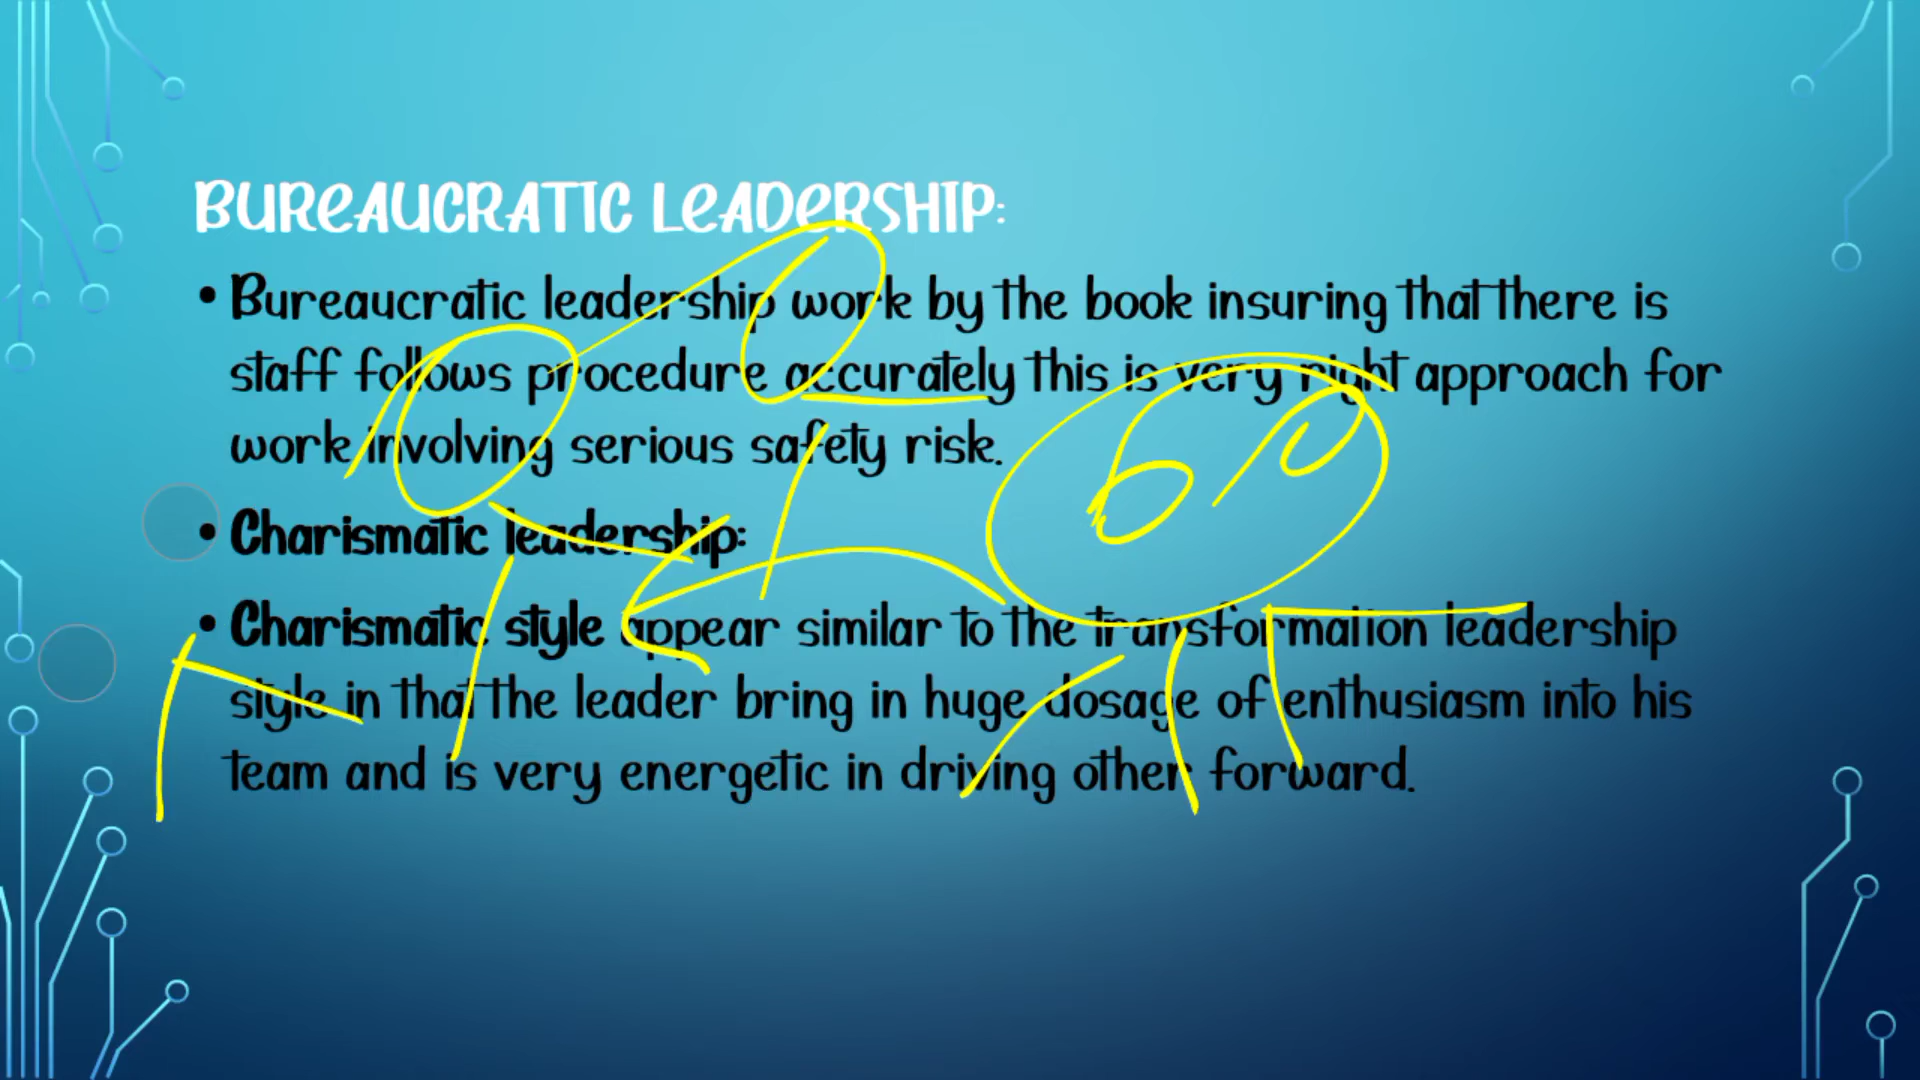 BUREAUCRATIC LEADERSHIP:
• Bureaucratic leadership work by the book insuring that there is
staff follows procedure accurately this is very right approach for
work involving serious safety risk.
• Charismatic leadership:
• Charismatic style appear similar to the transformation leadership
style in that the leader bring in huge dosage of enthusiasm into his
team and is very energetic in driving other forward.